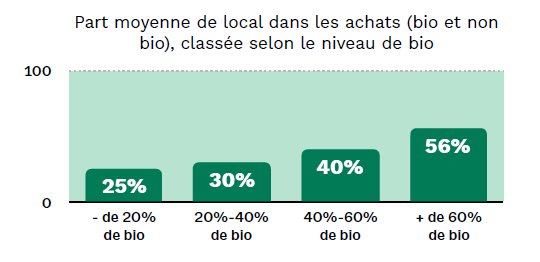 Part moyenne de local dans les achats (bio et non
bio), classée selon le niveau de bio
100
0
25%
30%
40%
56%
- de 20%
de bio
20%-40%
de bio
40%-60%
de bio
+ de 60%
de bio